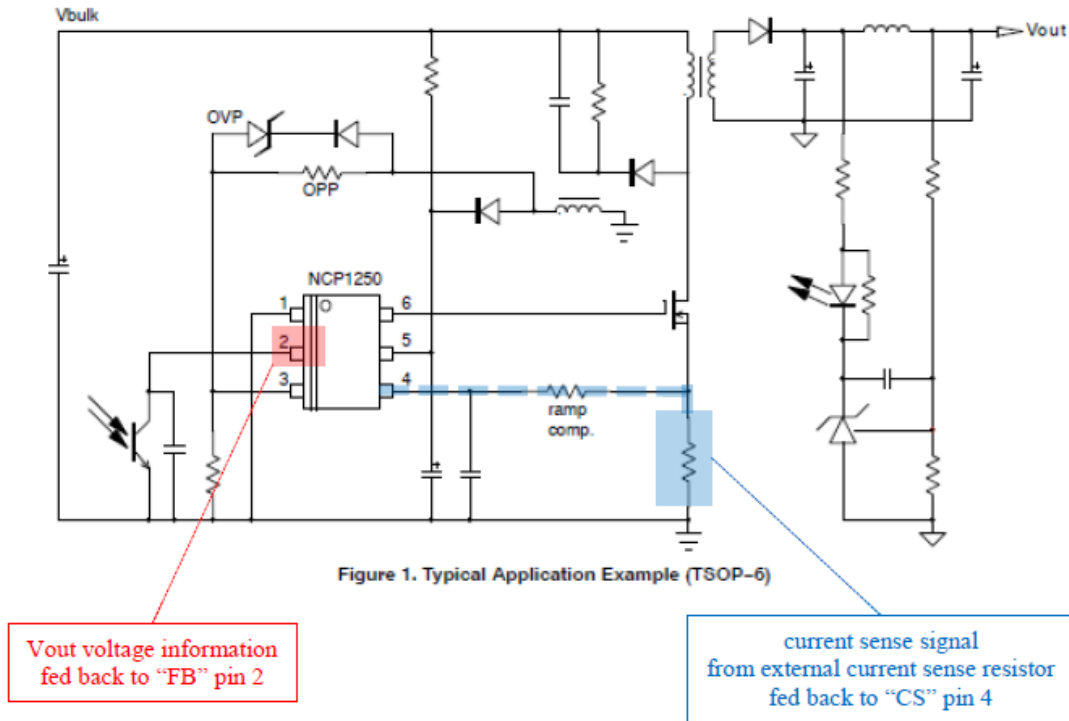 Vbulk
Vout
OVP
OPP
NCP1250
1
6
2
5
3
4
ramp
comp.
Figure 1. Typical Application Example (TSOP-6)
Vout voltage information
fed back to “FB” pin 2
current sense signal
from external current sense resistor
fed back to “CS” pin 4